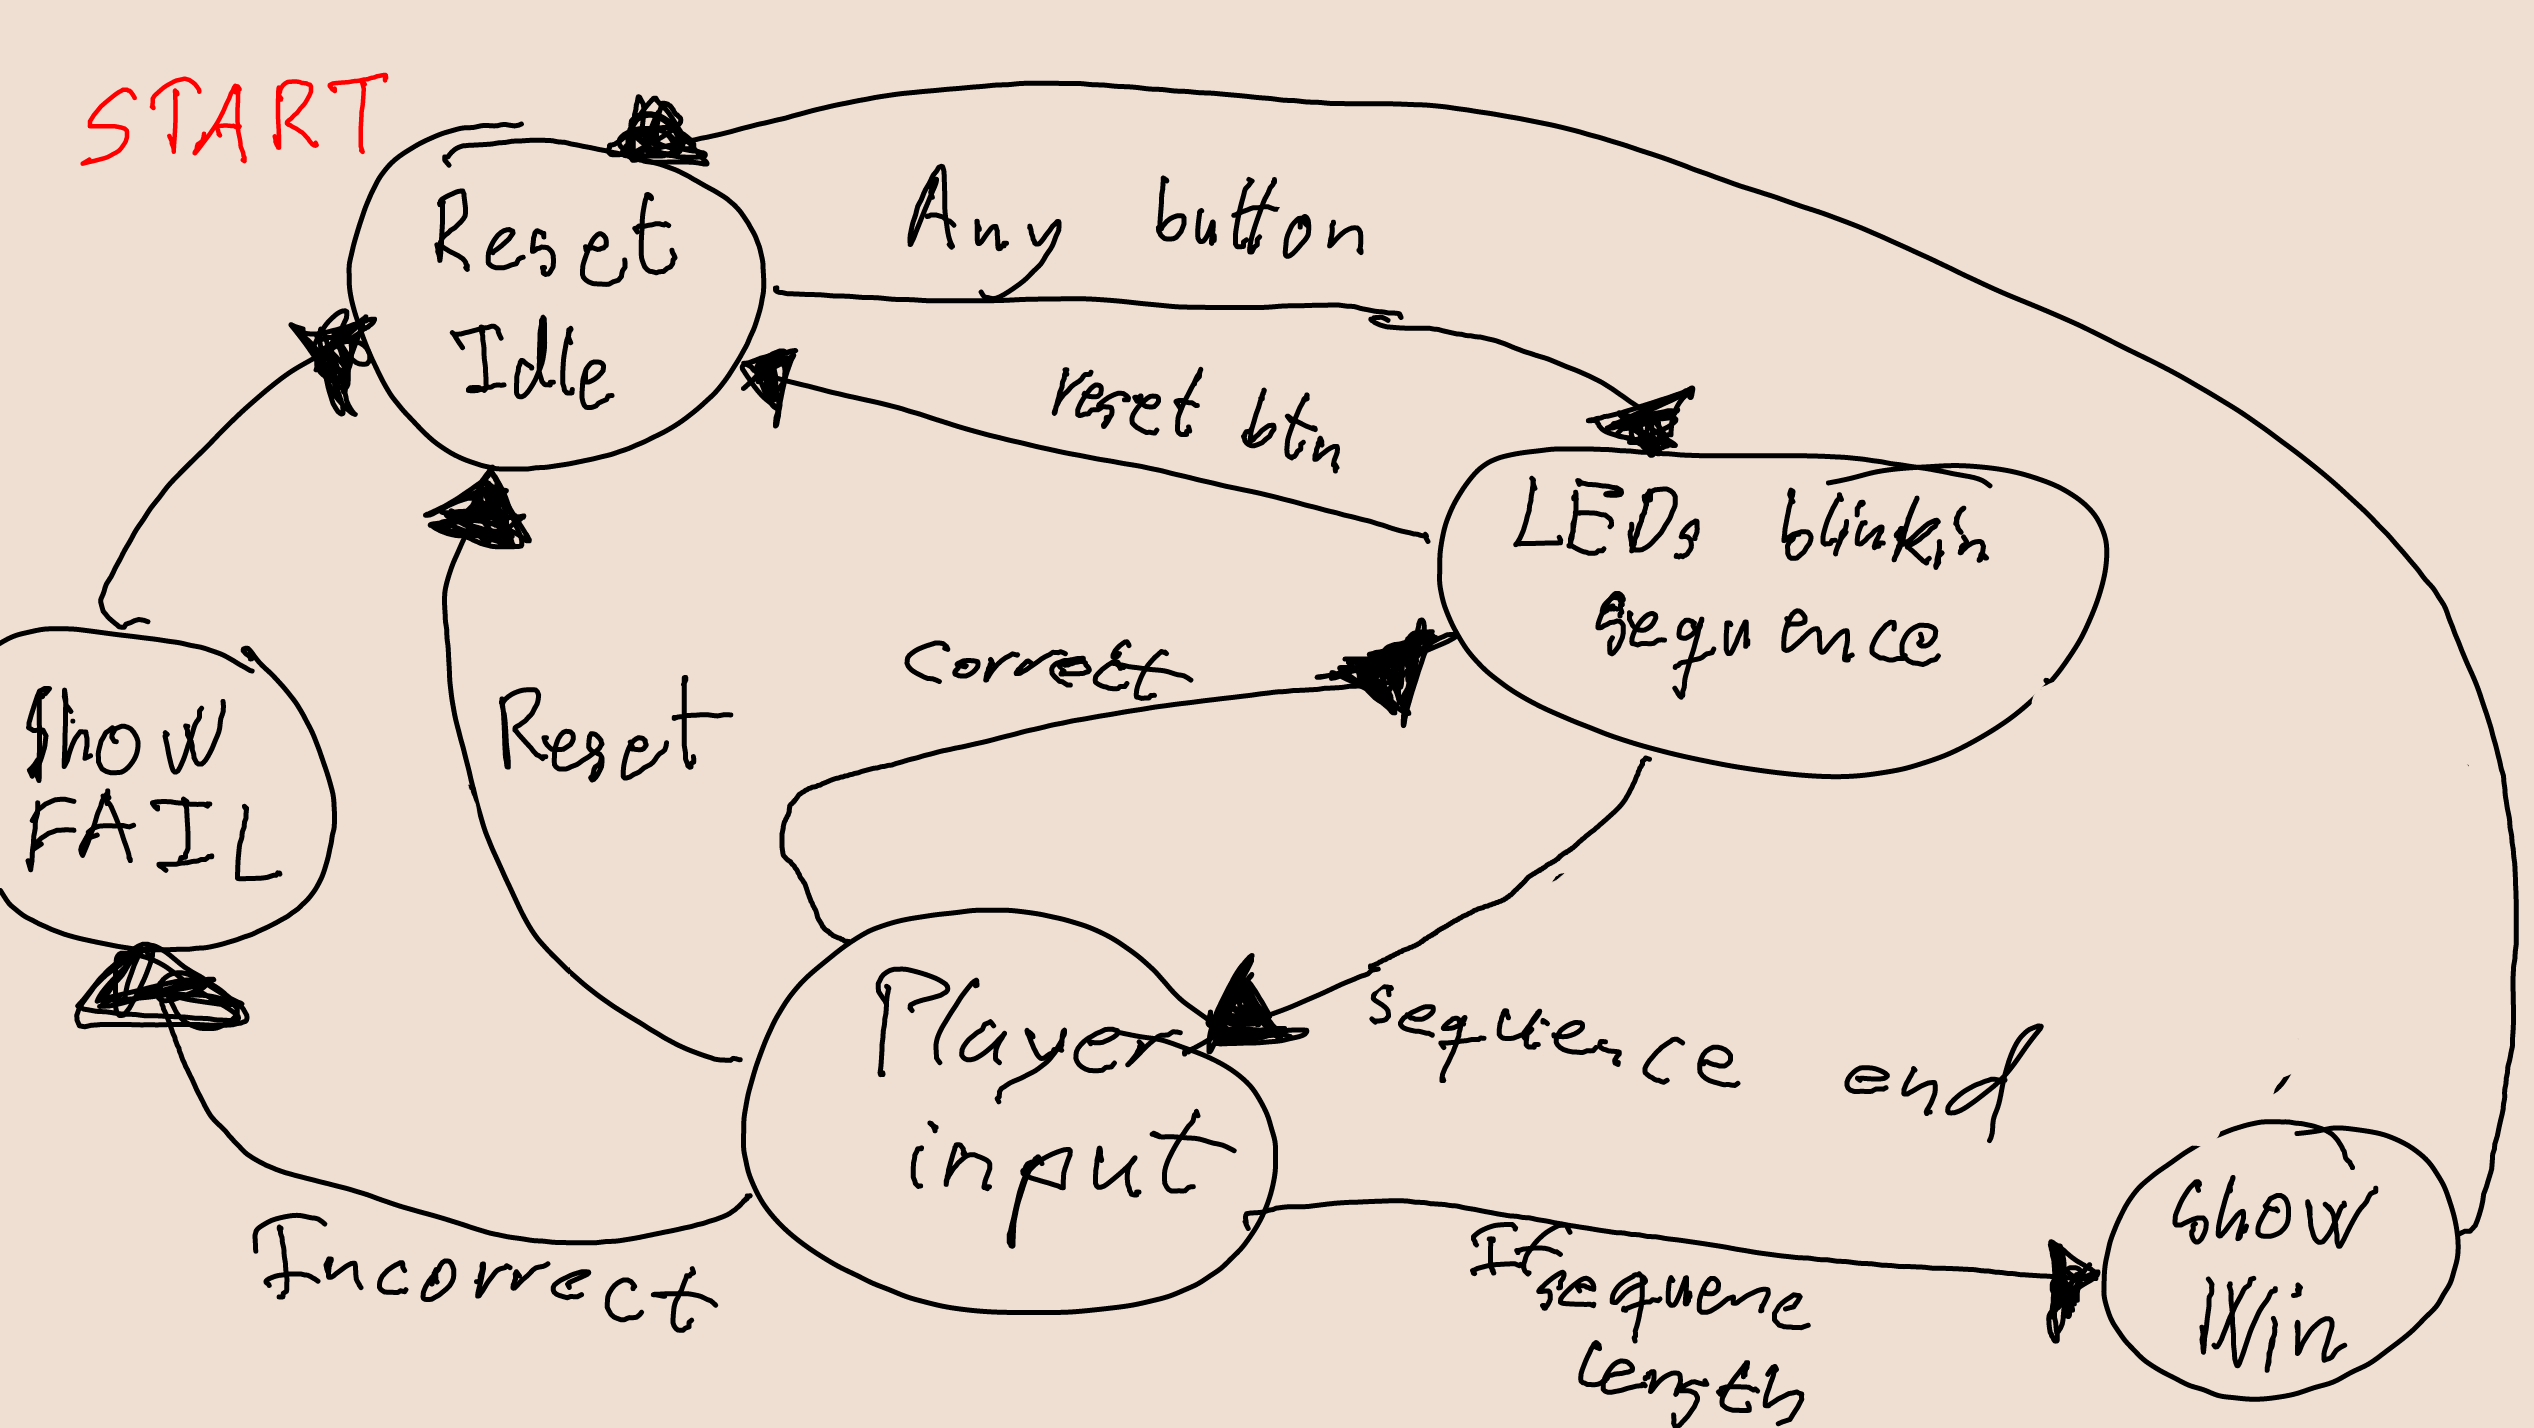 START
Reset
Idle
Any button
reset btn
LEDs blinkin
sequence
correct
Reset
Show
FAIL
Player
input
sequence end
Incorrect
If
sequene
length
Show
Win